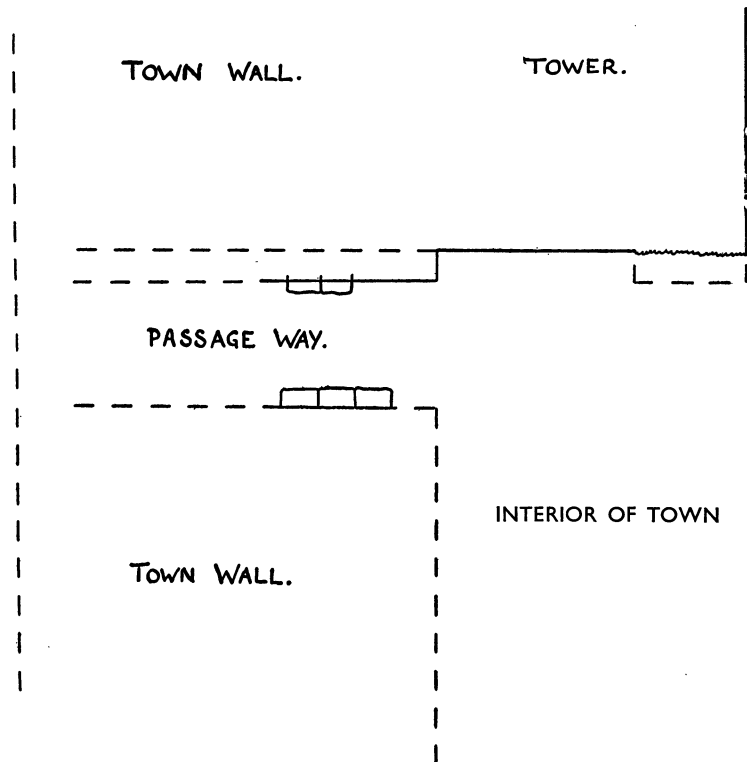 TOWN WALL.
TOWER.
PASSAGE WAY.
INTERIOR OF TOWN
TOWN WALL.